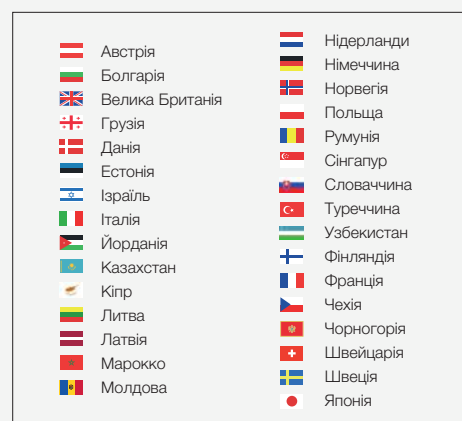 Австрія
Болгарія
Велика Британія
Грузія
Данія
Естонія
Ізраїль
Італія
Йорданія
Казахстан
Кіпр
Литва
Латвія
Марокко
Молдова
Нідерланди
Німеччина
Норвегія
Польща
Румунія
Сінгапур
Словаччина
Туреччина
Узбекистан
Фінляндія
Франція
Чехія
Чорногорія
Швейцарія
Швеція
Японія